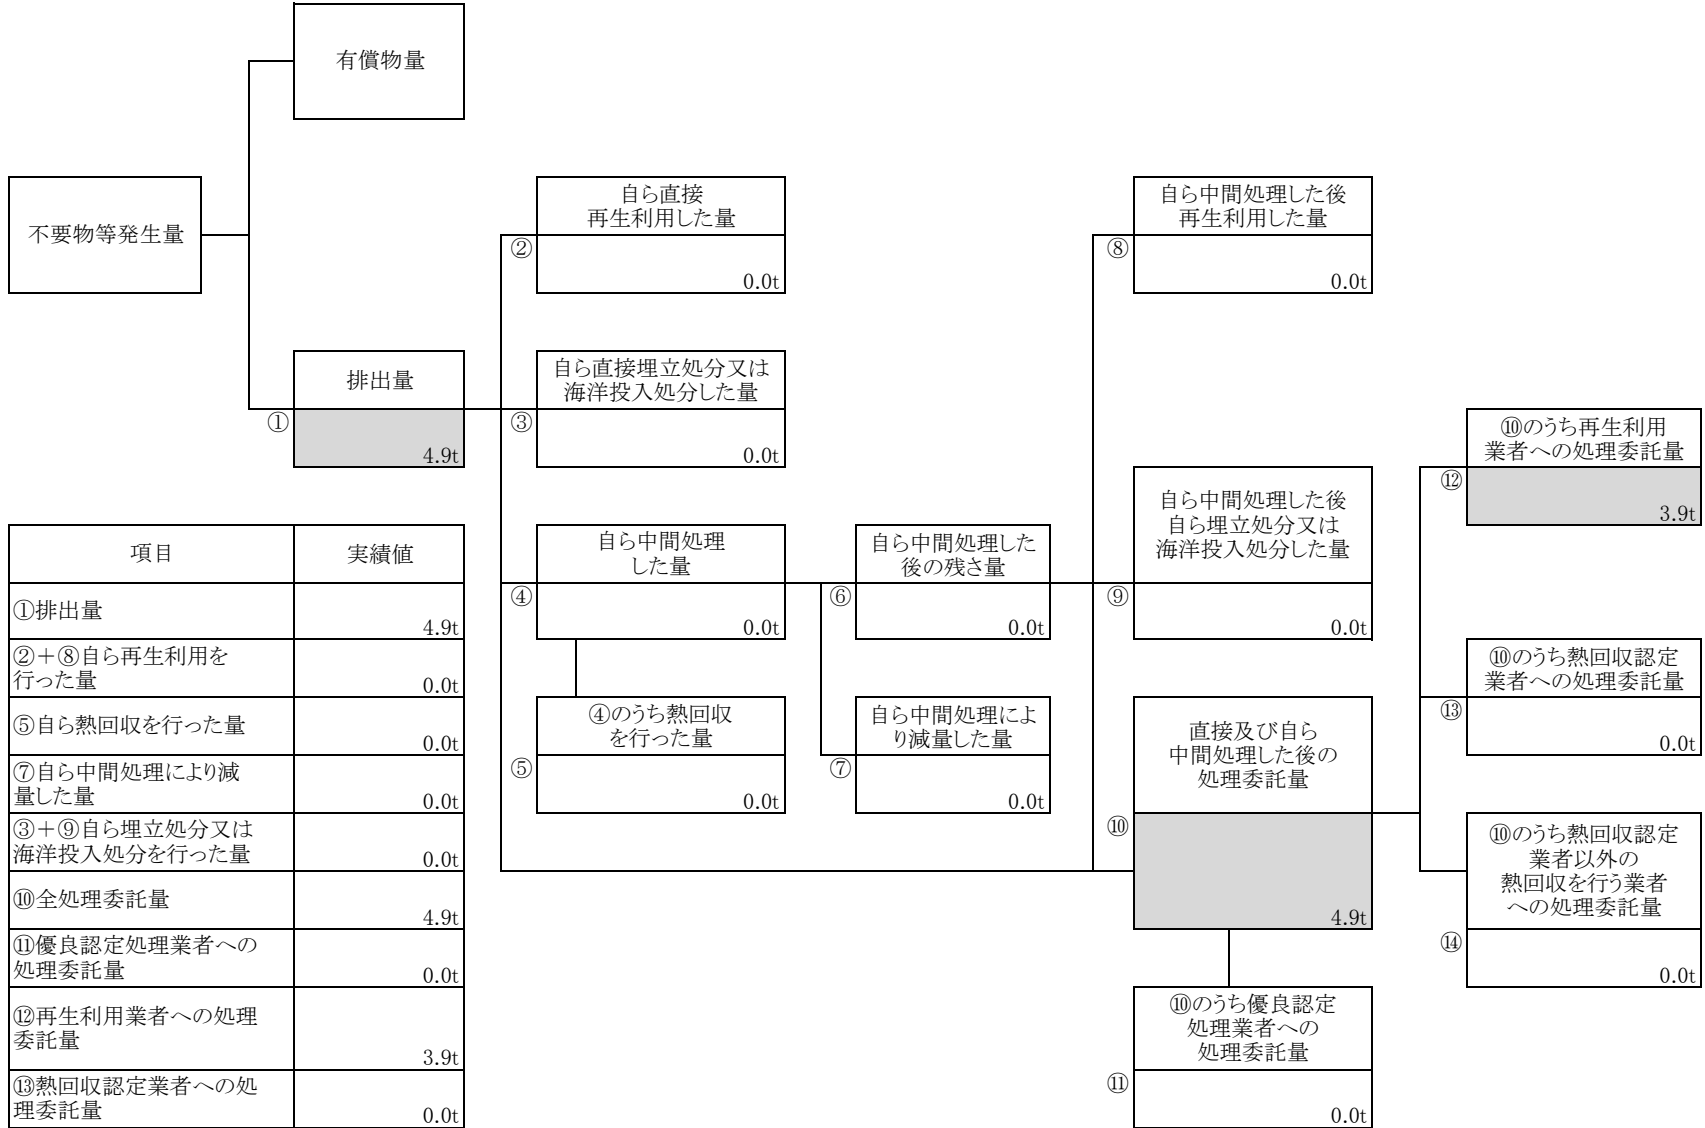 有償物量
不要物等発生量
自ら直接
再生利用した量
②
0.0t
自ら中間処理した後
再生利用した量
⑧
0.0t
排出量
①
4.9t
自ら直接埋立処分又は
海洋投入処分した量
③
0.0t
⑩のうち再生利用
業者への処理委託量
⑫
3.9t
自ら中間処理
した量
④
0.0t
自ら中間処理した
後の残さ量
⑥
0.0t
自ら中間処理した後
自ら埋立処分又は
海洋投入処分した量
⑨
0.0t
⑩のうち熱回収認定
業者への処理委託量
⑬
0.0t
④のうち熱回収
を行った量
⑤
0.0t
自ら中間処理によ
り減量した量
⑦
0.0t
直接及び自ら
中間処理した後の
処理委託量
⑩
4.9t
⑩のうち熱回収認定
業者以外の
熱回収を行う業者
への処理委託量
⑭
0.0t
⑩のうち優良認定
処理業者への
処理委託量
⑪
0.0t
項目
実績値
①排出量
4.9t
②+⑧自ら再生利用を
行った量
0.0t
⑤自ら熱回収を行った量
0.0t
⑦自ら中間処理により減
量した量
0.0t
③+⑨自ら埋立処分又は
海洋投入処分を行った量
0.0t
⑩全処理委託量
4.9t
⑪優良認定処理業者への
処理委託量
0.0t
⑫再生利用業者への処理
委託量
3.9t
⑬熱回収認定業者への処
理委託量
0.0t